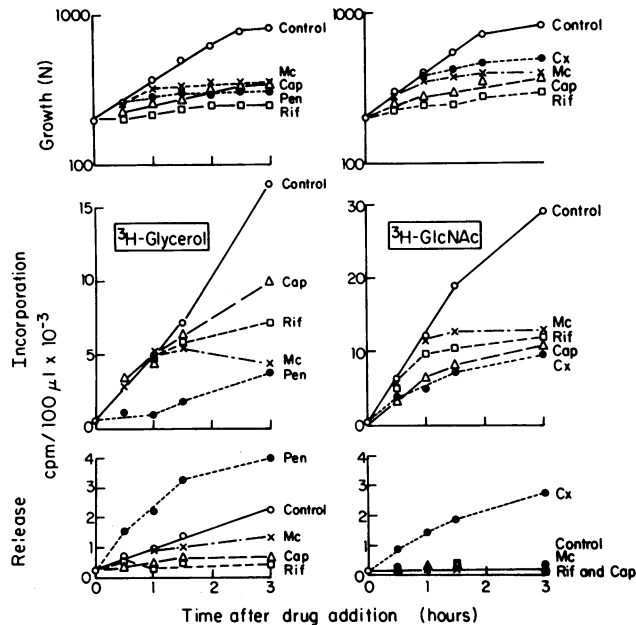 Growth (N)
1000
100
Control
Mc
Cap
Pen
Rif
1000
100
Control
Cx
Mc
Cap
Rif
Incorporation
cpm/100 µl x 10⁻³
15
10
5
0
³H-Glycerol
Control
Cap
Rif
Mc
Pen
30
20
10
0
³H-GlcNAc
Control
Mc
Rif
Cap
Cx
Release
4
3
2
1
0
Pen
Control
Mc
Cap
Rif
0
1
2
3
4
3
2
1
0
Cx
Control
Mc
Rif and Cap
0
1
2
3
Time after drug addition (hours)